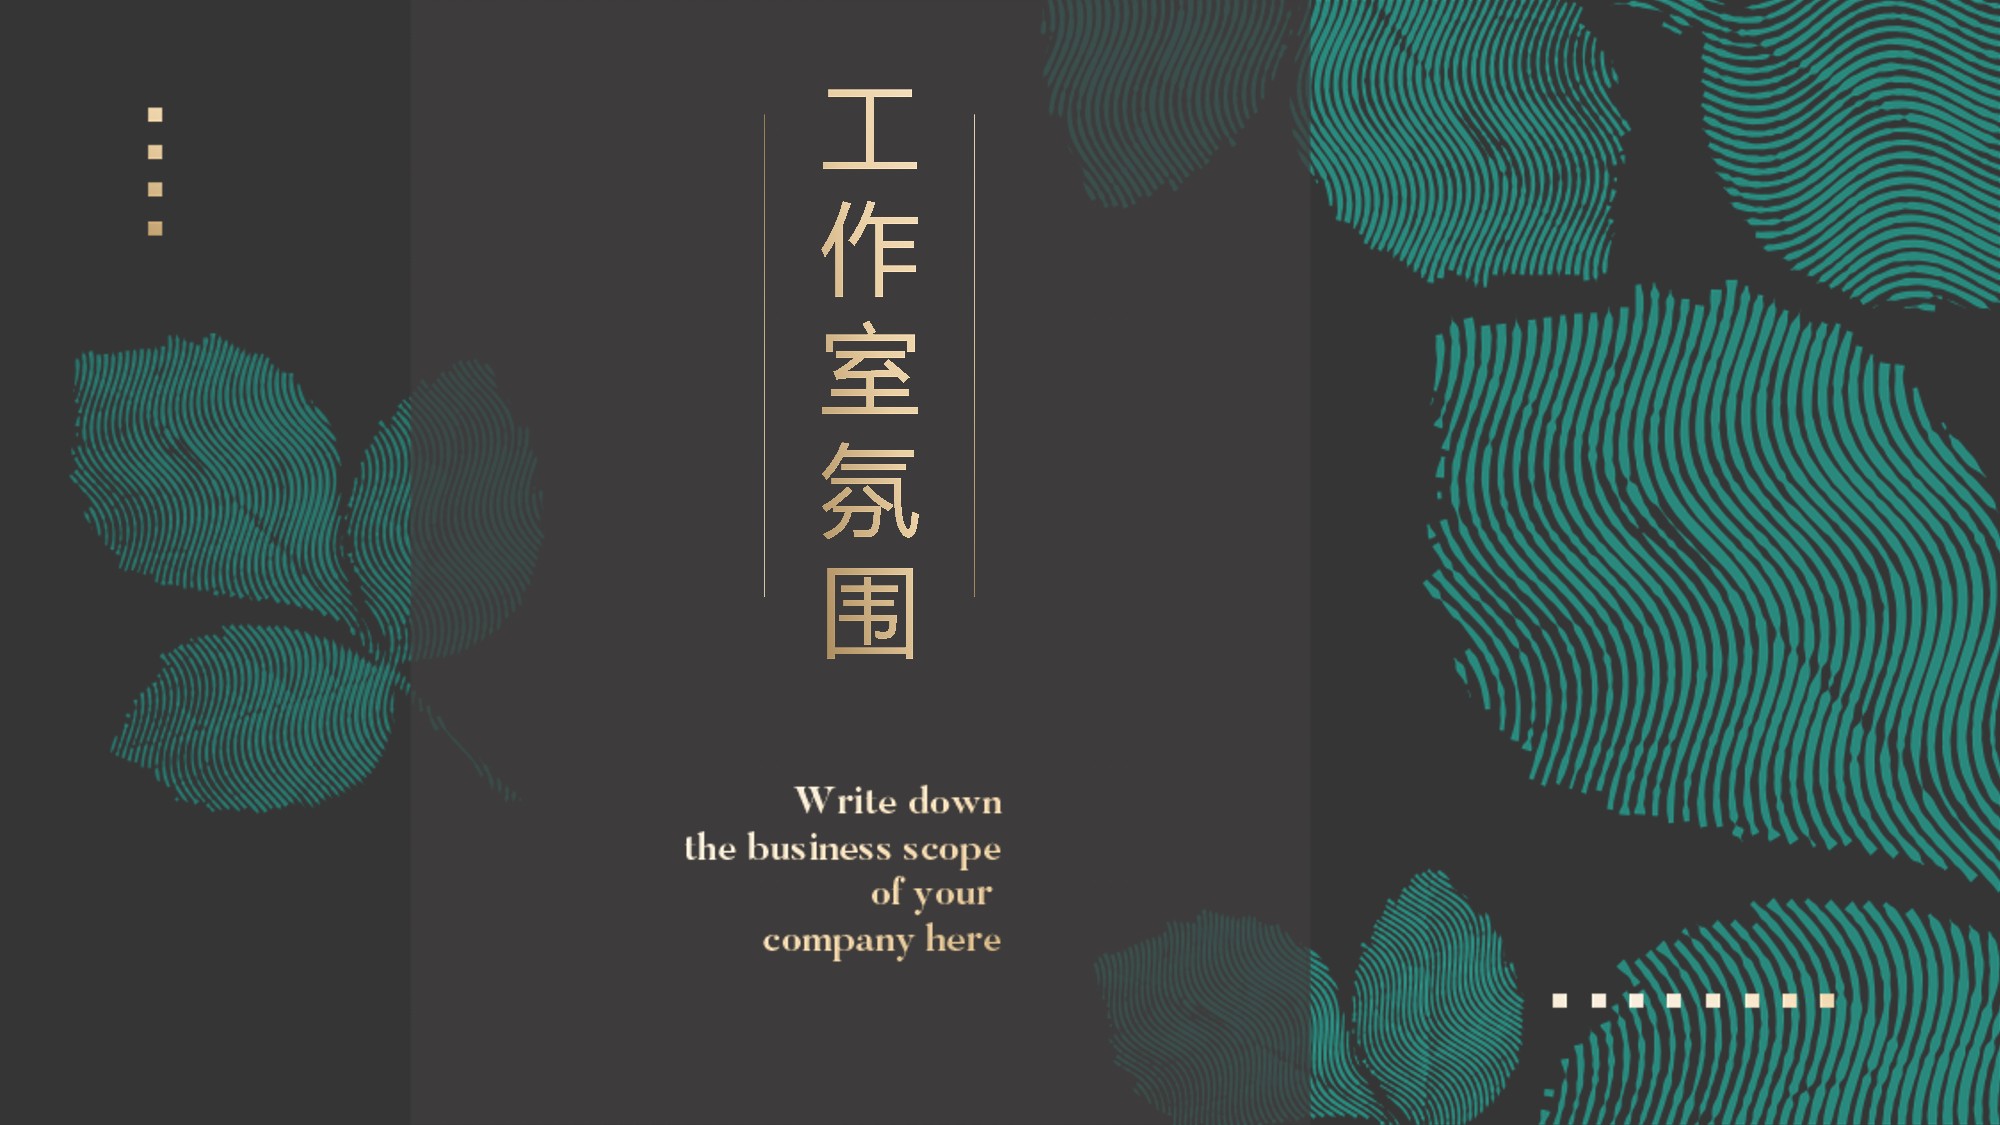 工作室氛围
Write down
the business scope
of your
company here